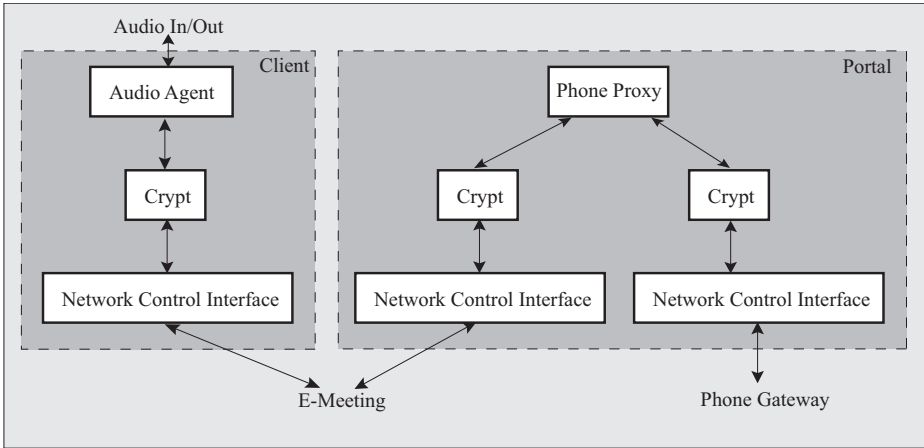 Audio In/Out
Client
Portal
Audio Agent
Phone Proxy
Crypt
Crypt
Crypt
Network Control Interface
Network Control Interface
Network Control Interface
E-Meeting
Phone Gateway